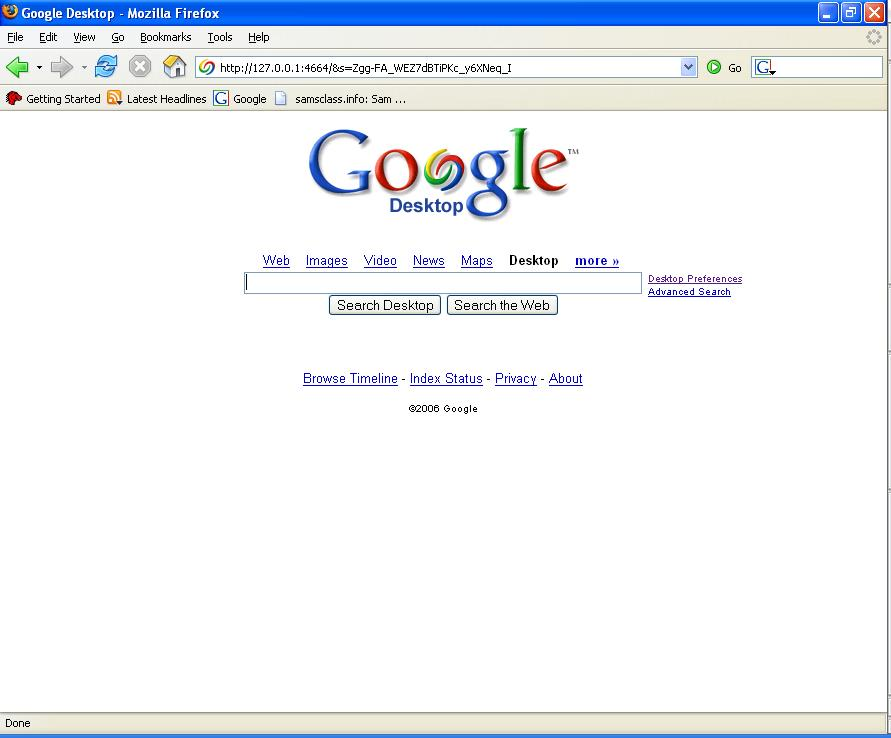 Google Desktop - Mozilla Firefox
File Edit View Go Bookmarks Tools Help
http://127.0.0.1:4664/&s=Zgg-FA_WEZ7dBTiPKc_y6XNeq_I Go G
Getting Started Latest Headlines G Google samsclass.info: Sam ...
Google™
Desktop
Web Images Video News Maps Desktop more »
Desktop Preferences
Advanced Search
Search Desktop Search the Web
Browse Timeline - Index Status - Privacy - About
©2006 Google
Done